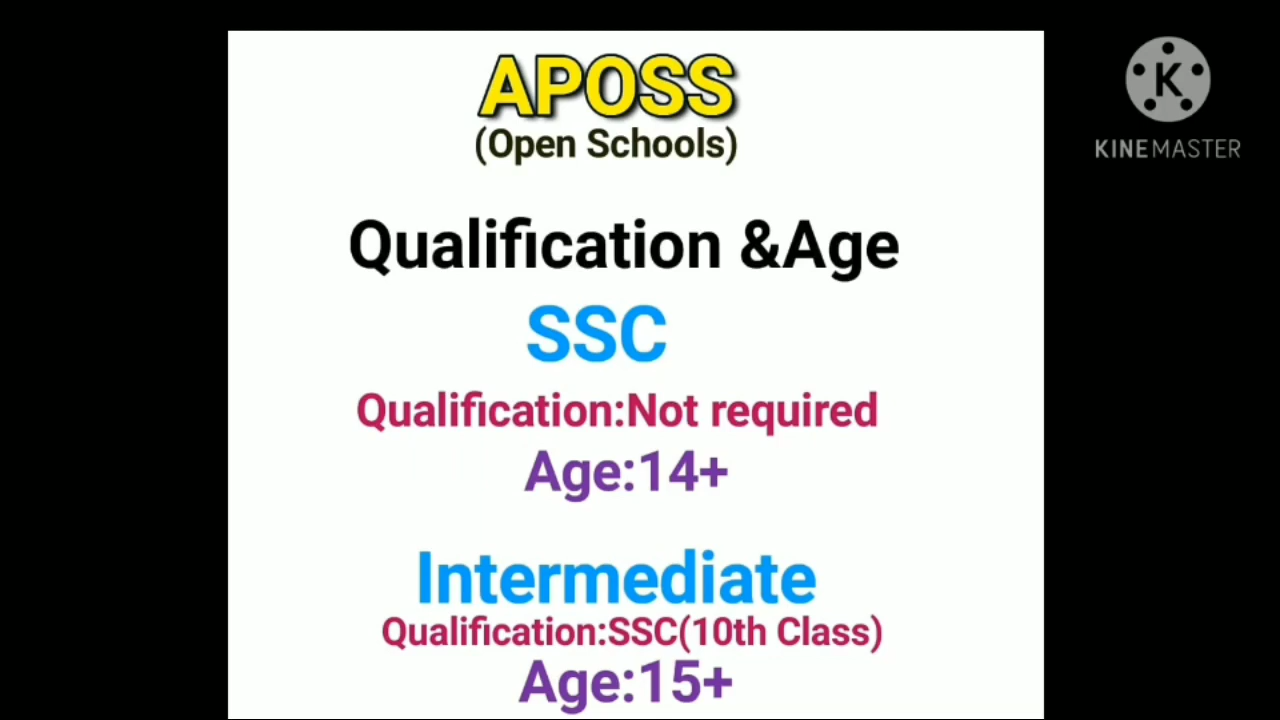 APOSS
(Open Schools)
K
KINEMASTER
Qualification &Age
SSC
Qualification:Not required
Age:14+
Intermediate
Qualification:SSC(10th Class)
Age:15+